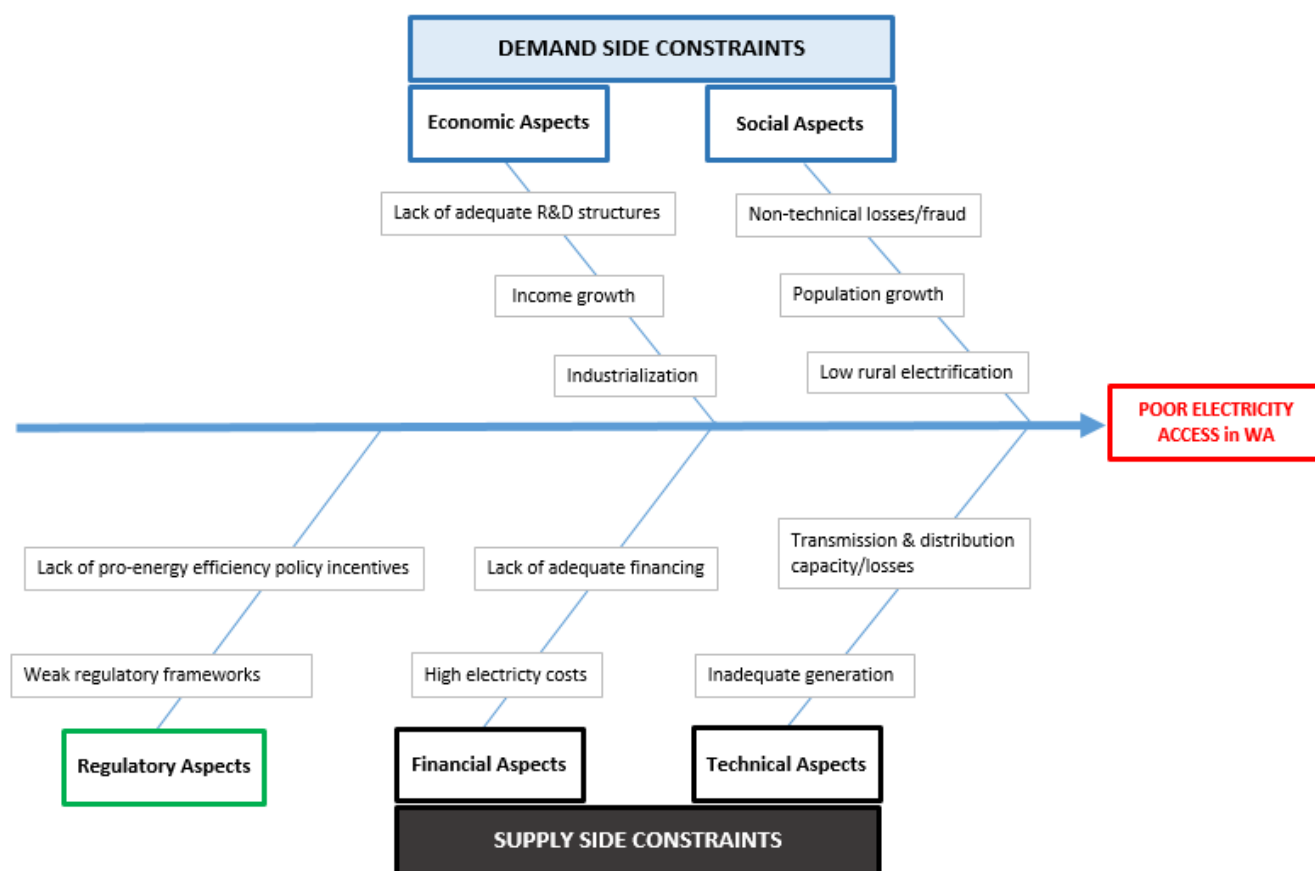 DEMAND SIDE CONSTRAINTS
Economic Aspects
Social Aspects
Lack of adequate R&D structures
Non-technical losses/fraud
Income growth
Population growth
Industrialization
Low rural electrification
POOR ELECTRICITY
ACCESS in WA
Transmission & distribution
capacity/losses
Lack of pro-energy efficiency policy incentives
Lack of adequate financing
Weak regulatory frameworks
High electricty costs
Inadequate generation
Regulatory Aspects
Financial Aspects
Technical Aspects
SUPPLY SIDE CONSTRAINTS